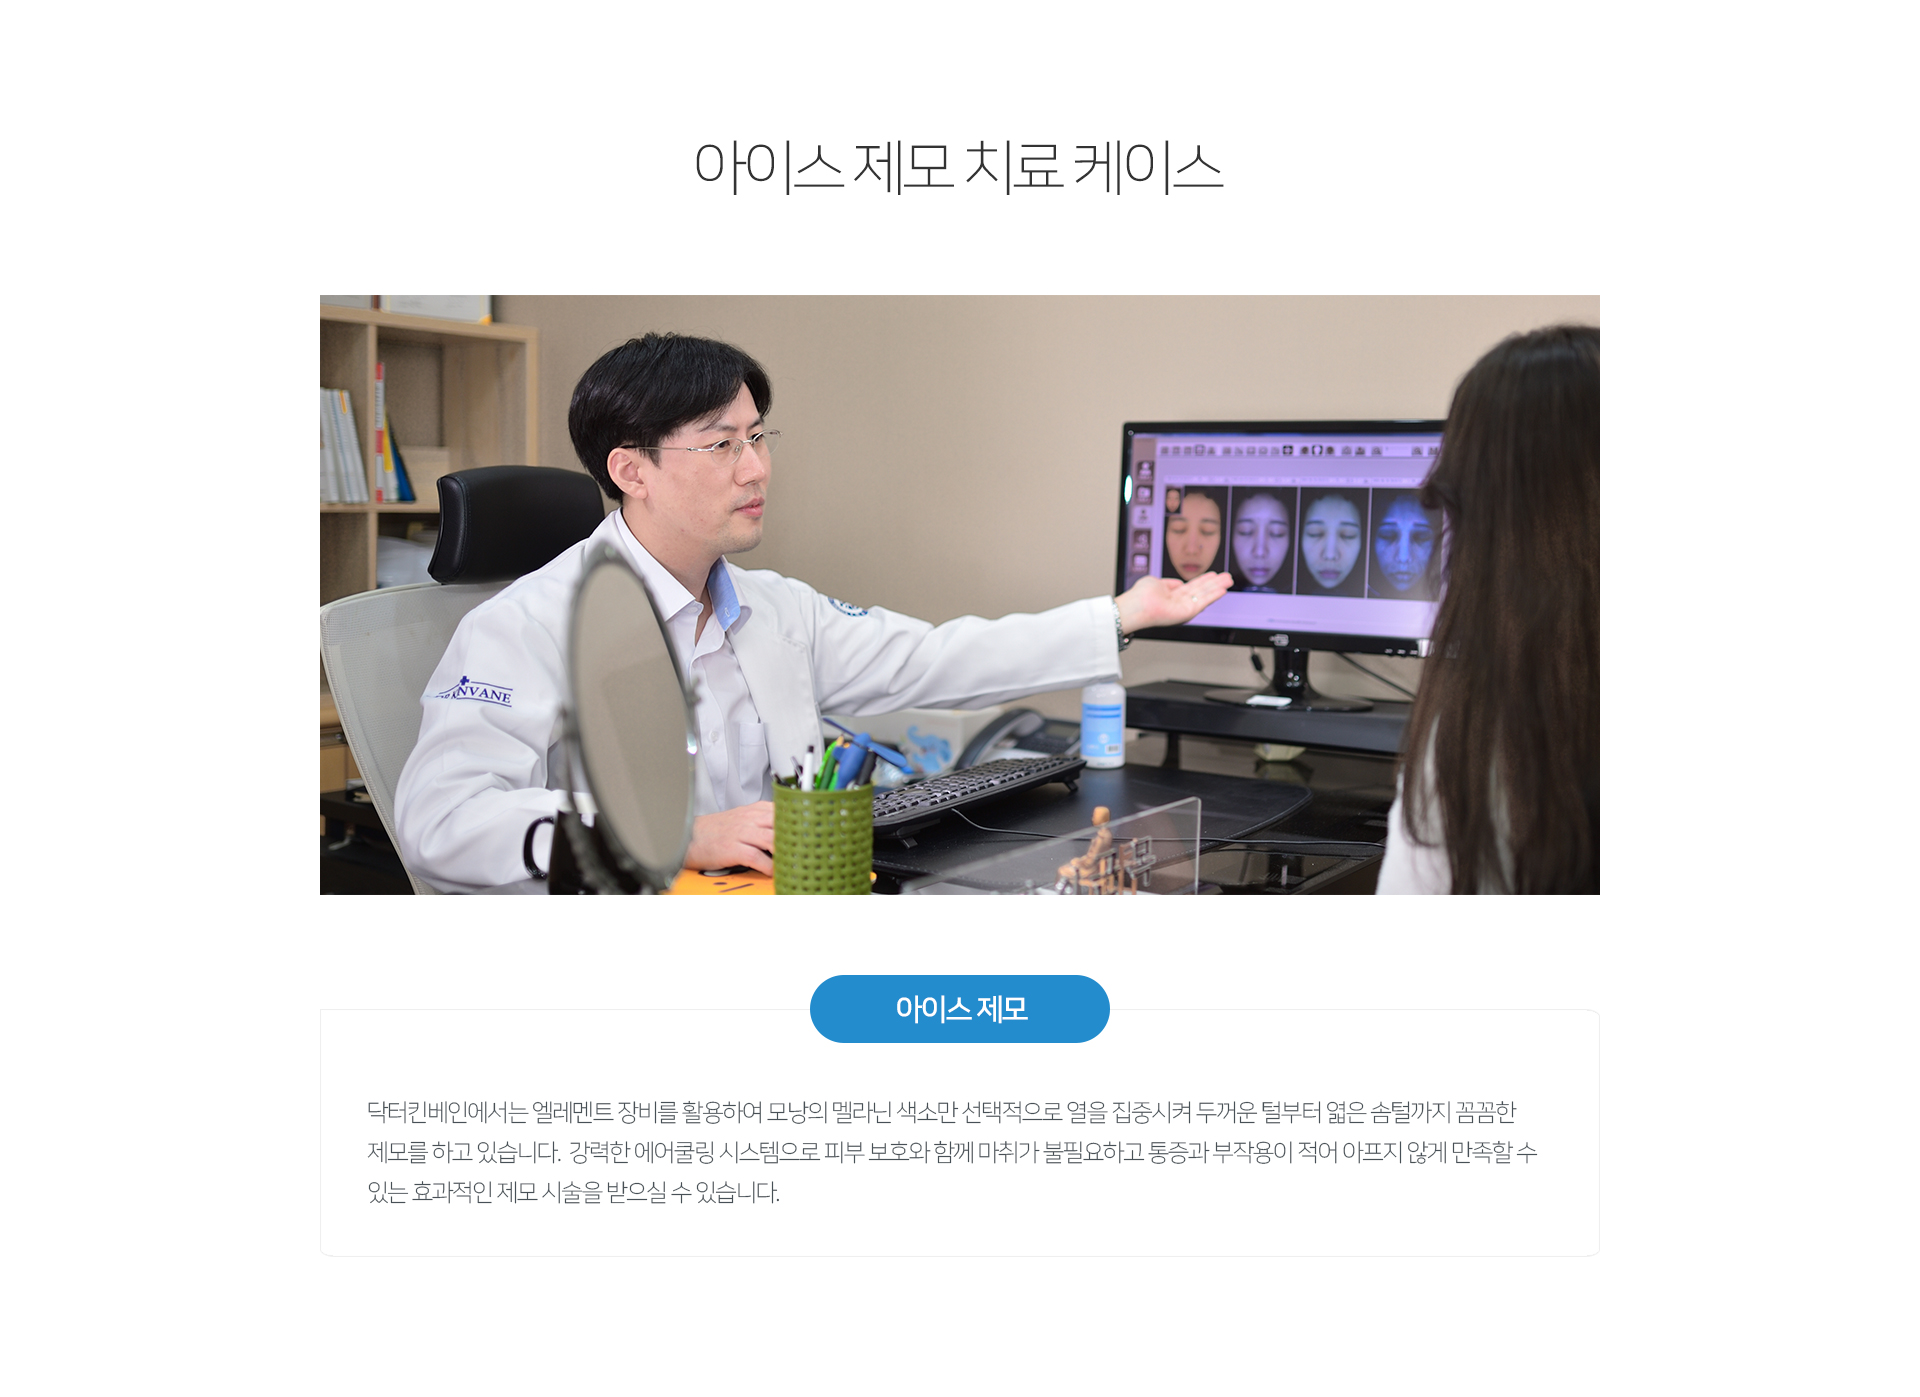 아이스 제모 치료 케이스
NVANE
아이스 제모
닥터킨베인에서는 엘레멘트 장비를 활용하여 모낭의 멜라닌 색소만 선택적으로 열을 집중시켜 두꺼운 털부터 엷은 솜털까지 꼼꼼한
제모를 하고 있습니다. 강력한 에어쿨링 시스템으로 피부 보호와 함께 마취가 불필요하고 통증과 부작용이 적어 아프지 않게 만족할 수
있는 효과적인 제모 시술을 받으실 수 있습니다.